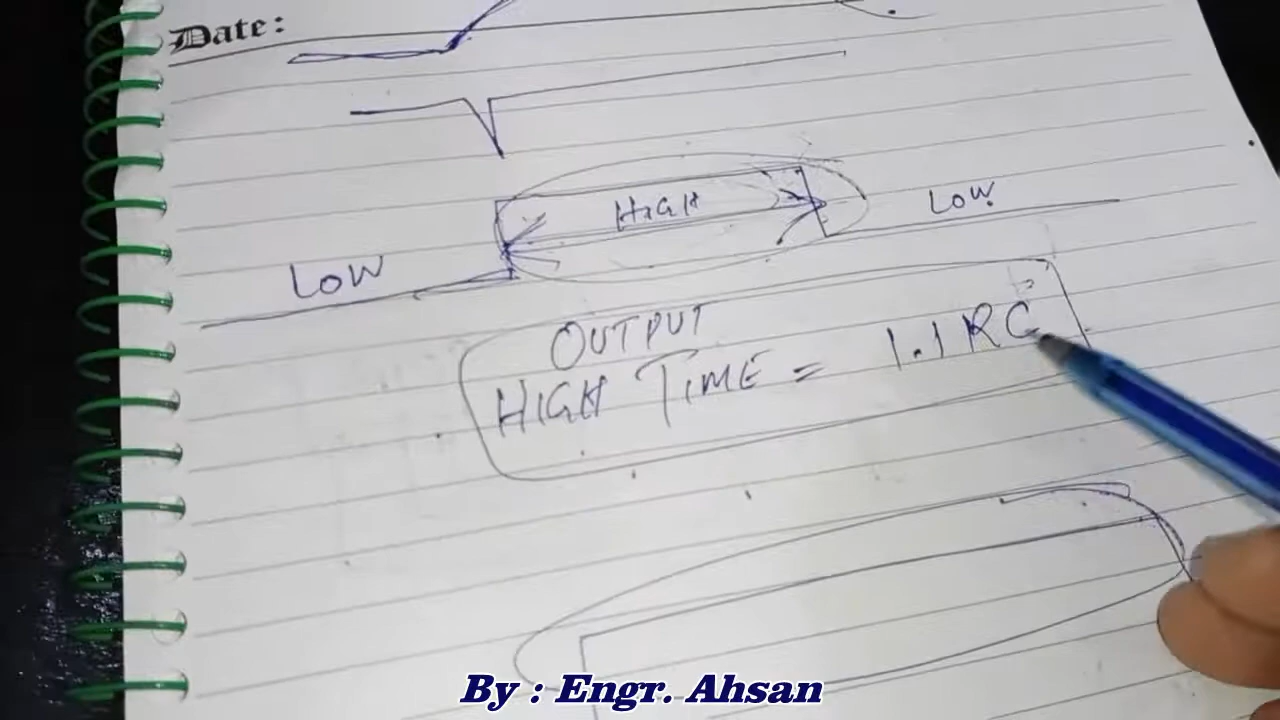 Date:
HIGH
LOW
LOW
OUTPUT
HIGH TIME = 1.1 RC
By : Engr. Ahsan